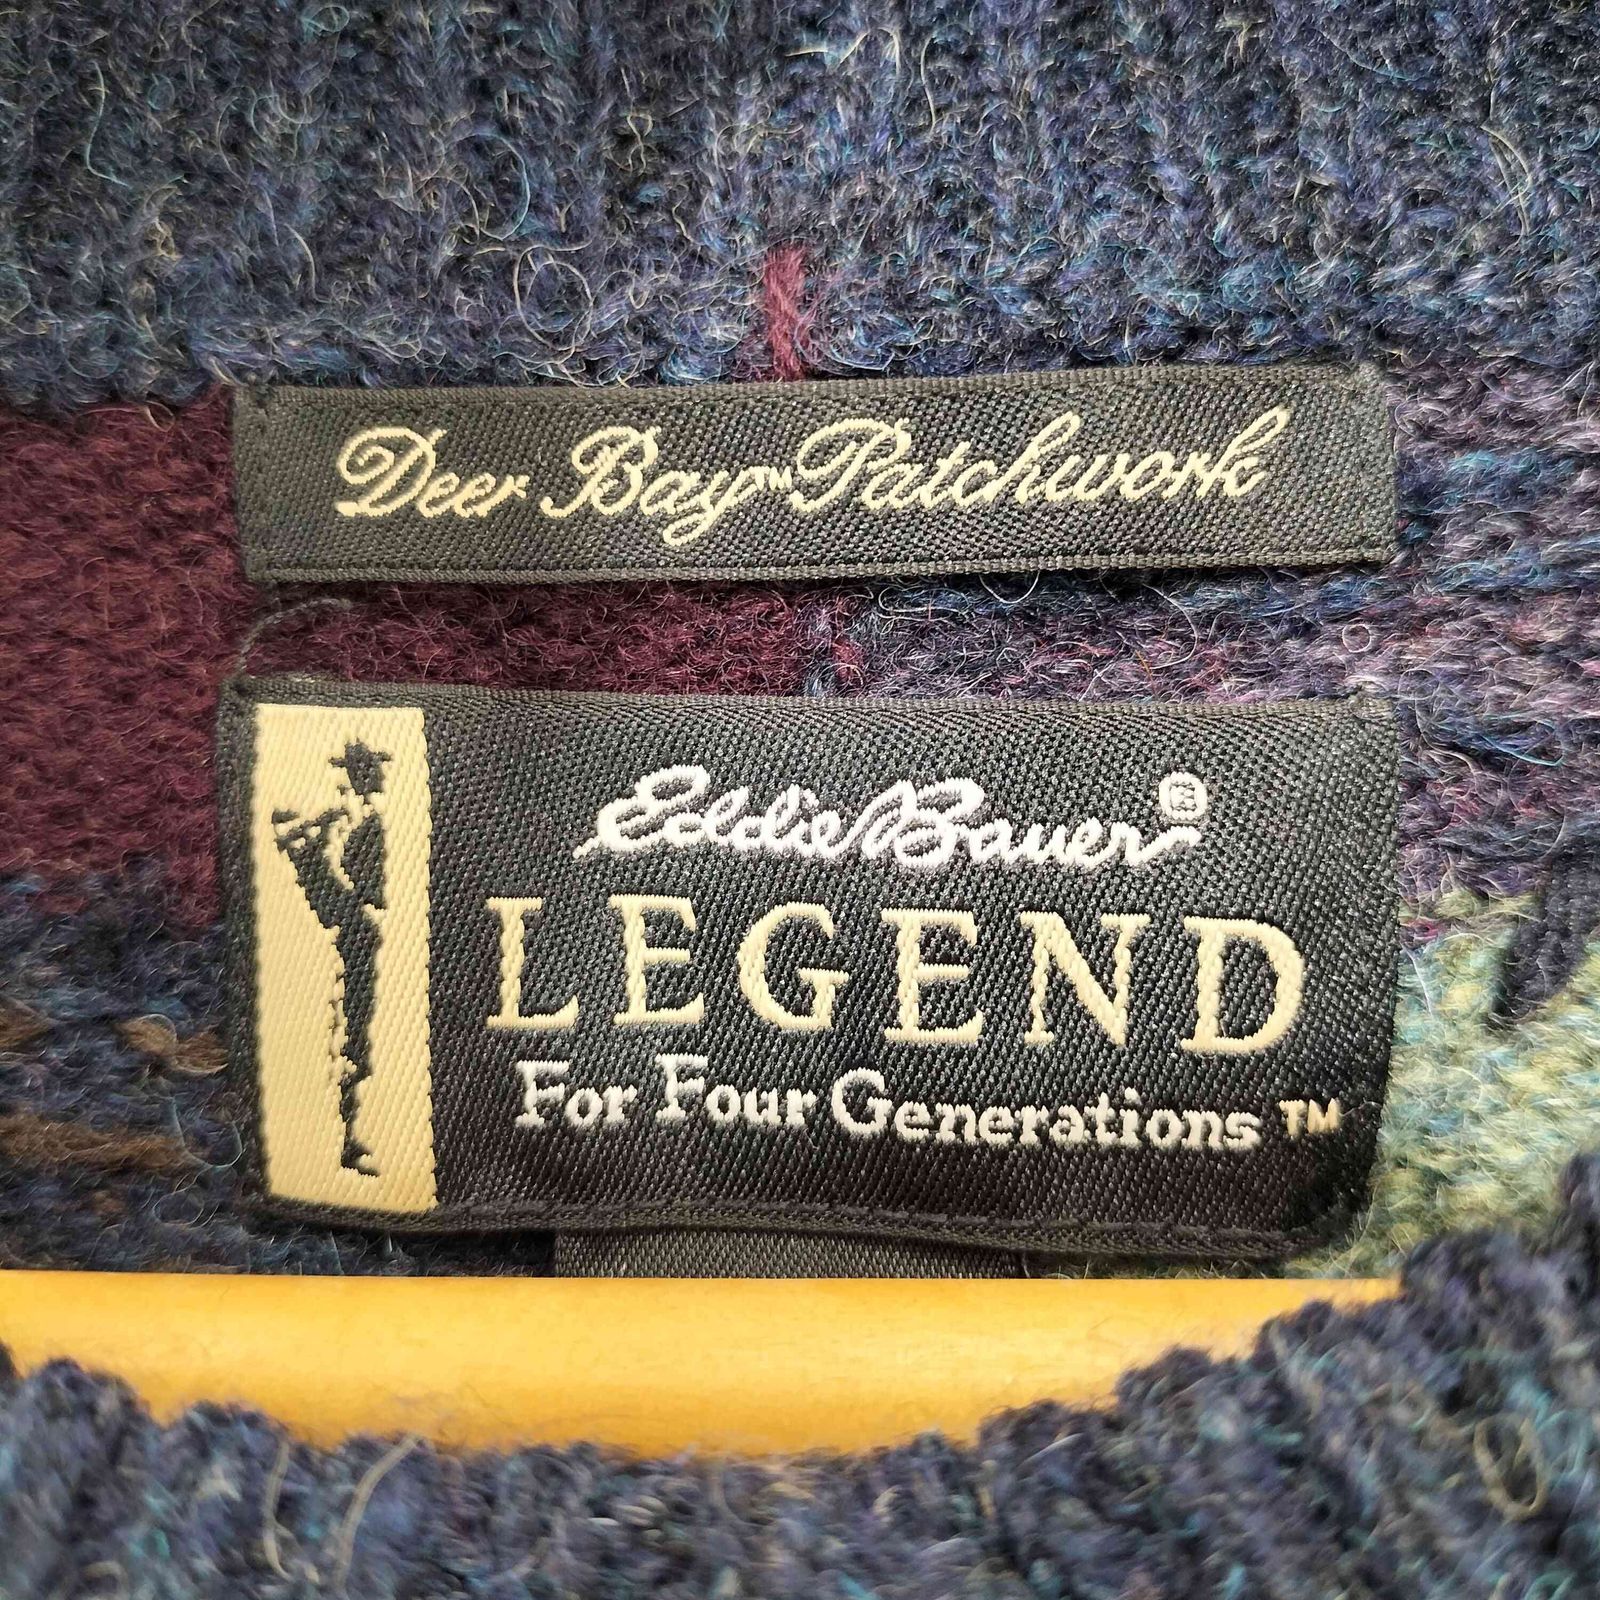 Deer Bay™ Patchwork
Eddie Bauer®
LEGEND
For Four Generations™